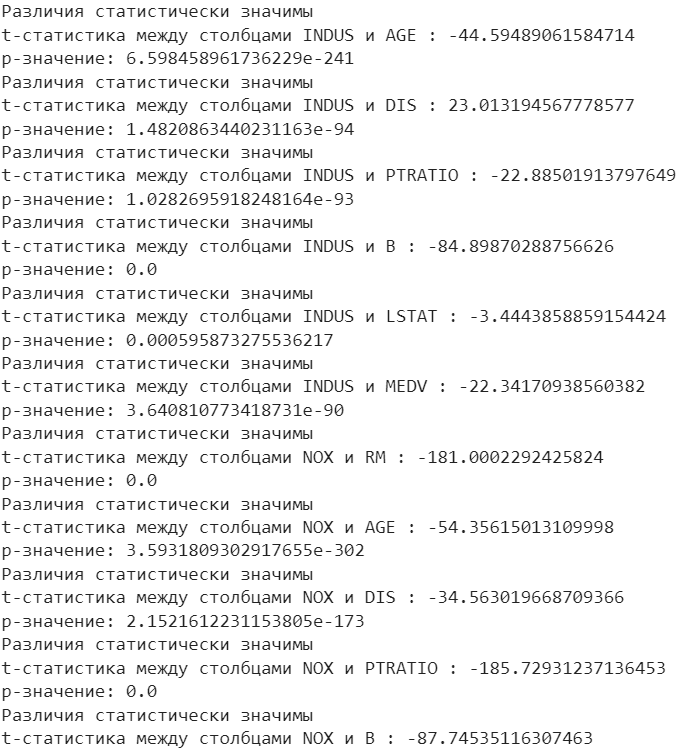 Различия статистически значимы
t-статистика между столбцами INDUS и AGE : -44.59489061584714
p-значение: 6.598458961736229e-241
Различия статистически значимы
t-статистика между столбцами INDUS и DIS : 23.013194567778577
p-значение: 1.4820863440231163e-94
Различия статистически значимы
t-статистика между столбцами INDUS и PTRATIO : -22.88501913797649
p-значение: 1.0282695918248164e-93
Различия статистически значимы
t-статистика между столбцами INDUS и B : -84.89870288756626
p-значение: 0.0
Различия статистически значимы
t-статистика между столбцами INDUS и LSTAT : -3.4443858859154424
p-значение: 0.000595873275536217
Различия статистически значимы
t-статистика между столбцами INDUS и MEDV : -22.34170938560382
p-значение: 3.640810773418731e-90
Различия статистически значимы
t-статистика между столбцами NOX и RM : -181.0002292425824
p-значение: 0.0
Различия статистически значимы
t-статистика между столбцами NOX и AGE : -54.35615013109998
p-значение: 3.5931809302917655e-302
Различия статистически значимы
t-статистика между столбцами NOX и DIS : -34.563019668709366
p-значение: 2.1521612231153805e-173
Различия статистически значимы
t-статистика между столбцами NOX и PTRATIO : -185.72931237136453
p-значение: 0.0
Различия статистически значимы
t-статистика между столбцами NOX и B : -87.74535116307463